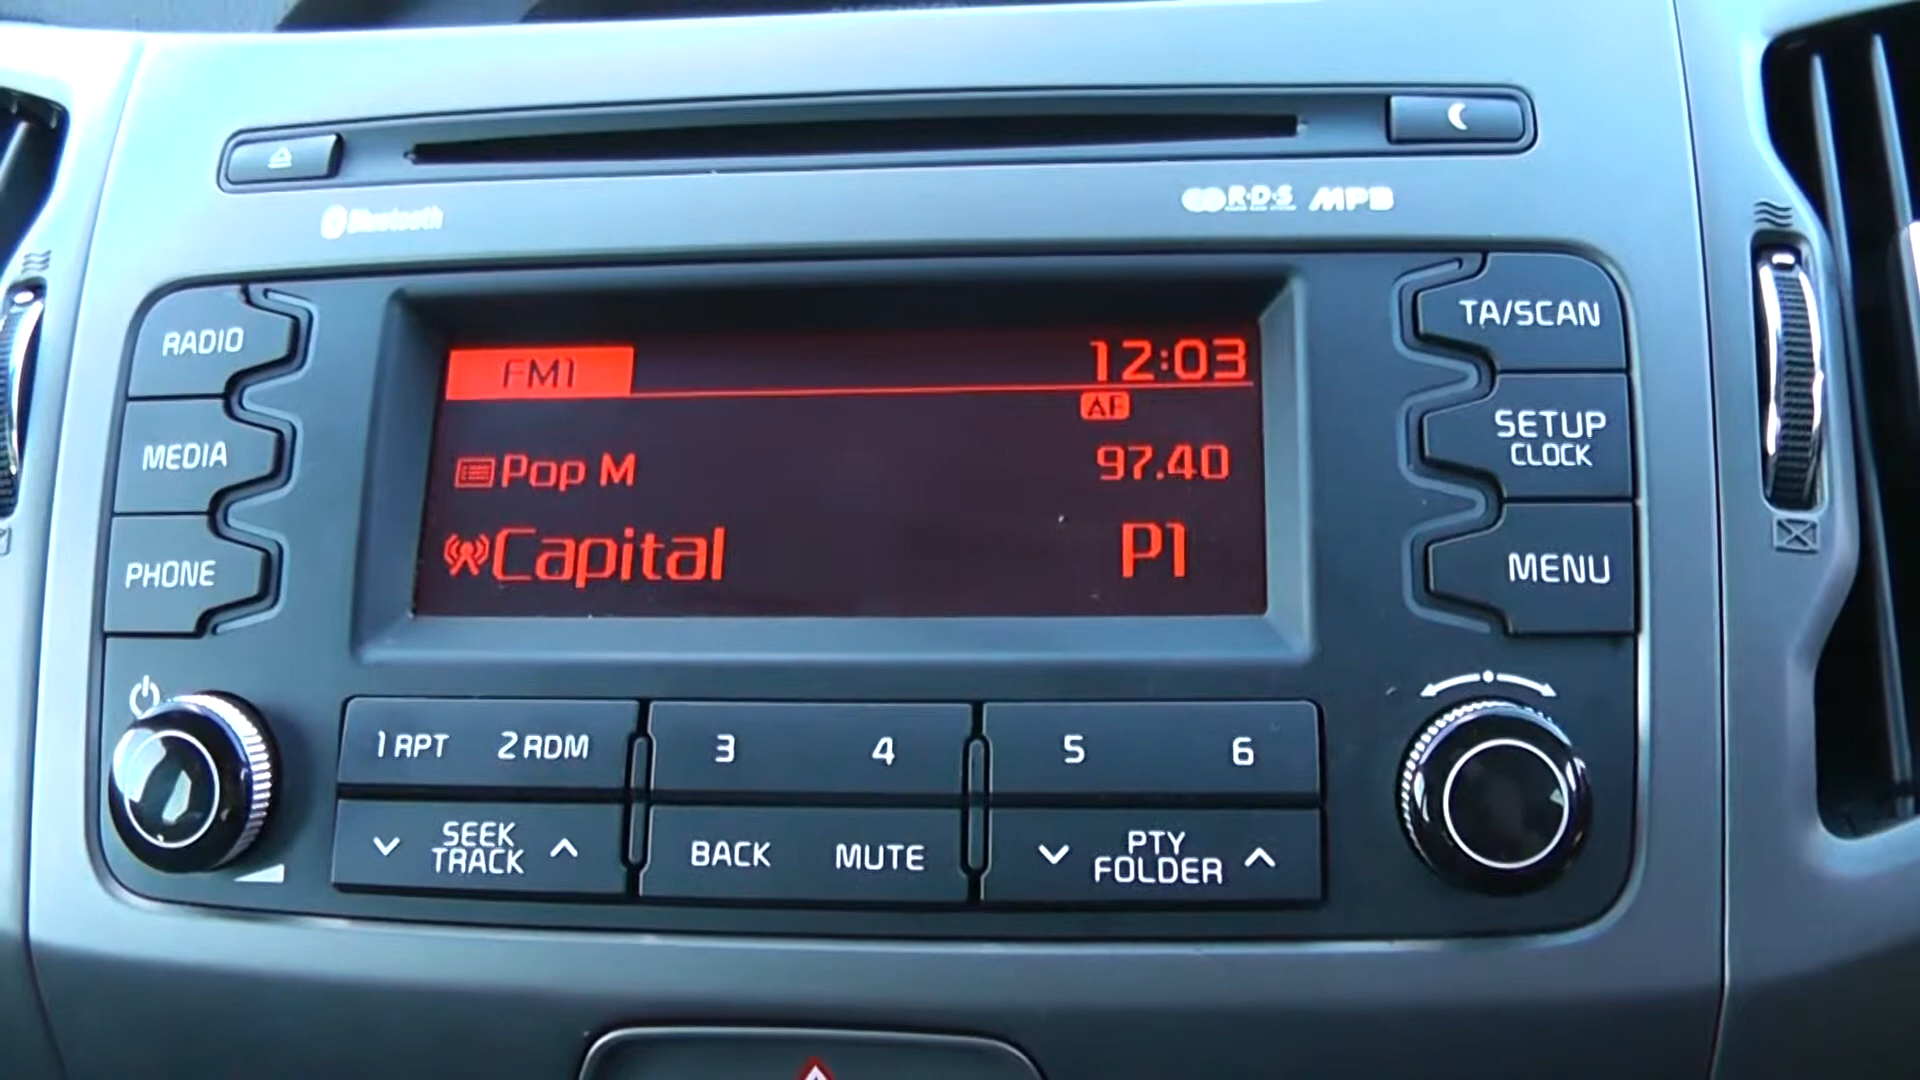 Bluetooth
R·D·S MP3
RADIO
MEDIA
PHONE
FM1 12:03
AF
Pop M 97.40
Capital P1
TA/SCAN
SETUP
CLOCK
MENU
1 RPT 2 RDM 3 4 5 6
SEEK
TRACK
BACK MUTE
PTY
FOLDER